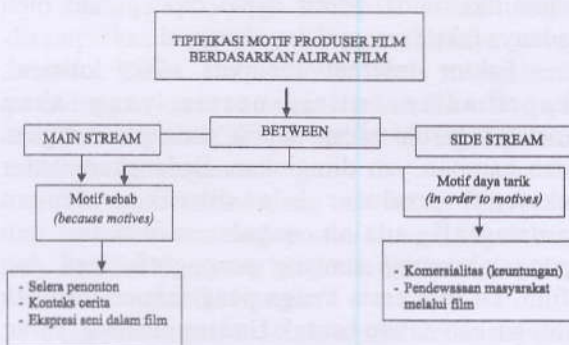 TIPIFIKASI MOTIF PRODUSER FILM
BERDASARKAN ALIRAN FILM
MAIN STREAM
BETWEEN
SIDE STREAM
Motif sebab
(because motives)
Motif daya tarik
(In order to motives)
- Selera penonton
- Konteks cerita
- Ekspresi seni dalam film
- Komersialitas (keuntungan)
- Pendewasaan masyarakat
melalui film